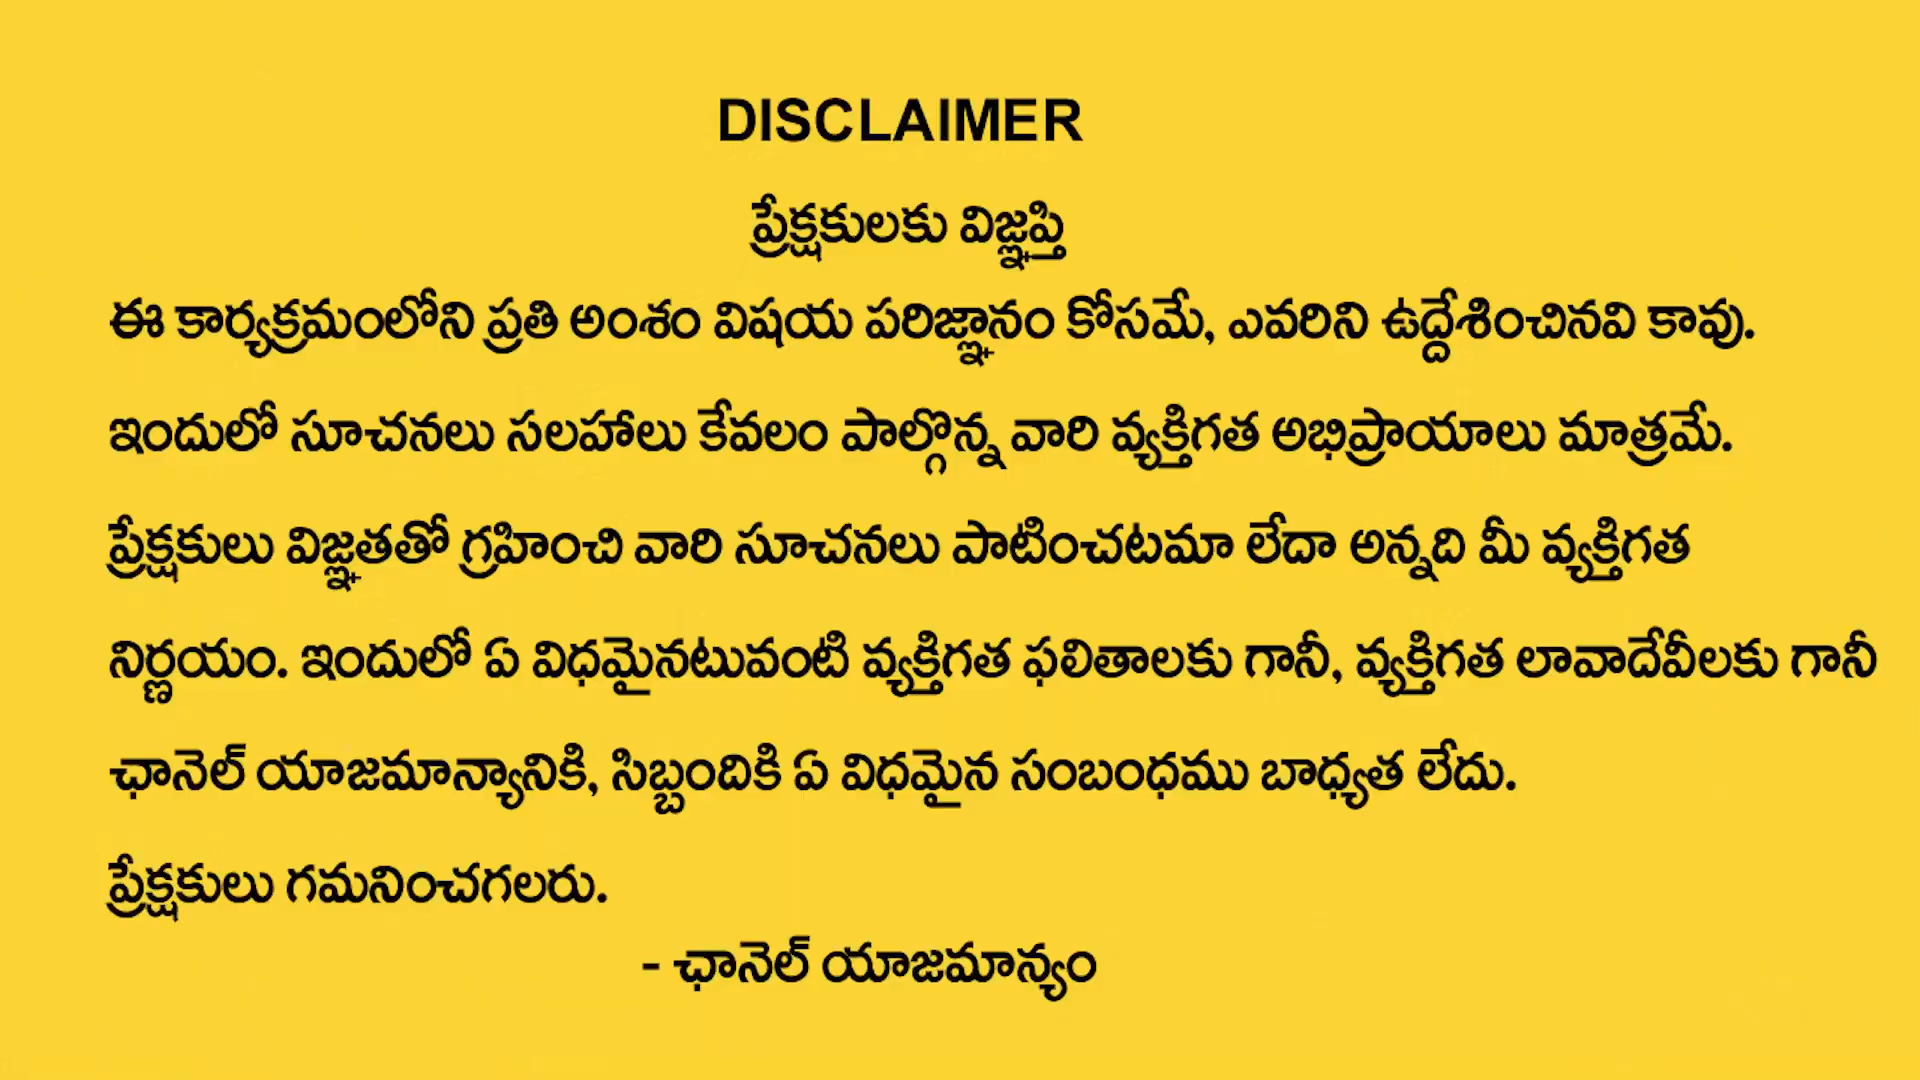 DISCLAIMER
ప్రేక్షకులకు విజ్ఞప్తి
ఈ కార్యక్రమంలోని ప్రతి అంశం విషయ పరిజ్ఞానం కోసమే, ఎవరిని ఉద్దేశించినవి కావు.
ఇందులో సూచనలు సలహాలు కేవలం పాల్గొన్న వారి వ్యక్తిగత అభిప్రాయాలు మాత్రమే.
ప్రేక్షకులు విజ్ఞతతో గ్రహించి వారి సూచనలు పాటించటమా లేదా అన్నది మీ వ్యక్తిగత
నిర్ణయం. ఇందులో ఏ విధమైనటువంటి వ్యక్తిగత ఫలితాలకు గానీ, వ్యక్తిగత లావాదేవీలకు గానీ
ఛానెల్ యాజమాన్యానికి, సిబ్బందికి ఏ విధమైన సంబంధము బాధ్యత లేదు.
ప్రేక్షకులు గమనించగలరు.
- ఛానెల్ యాజమాన్యం